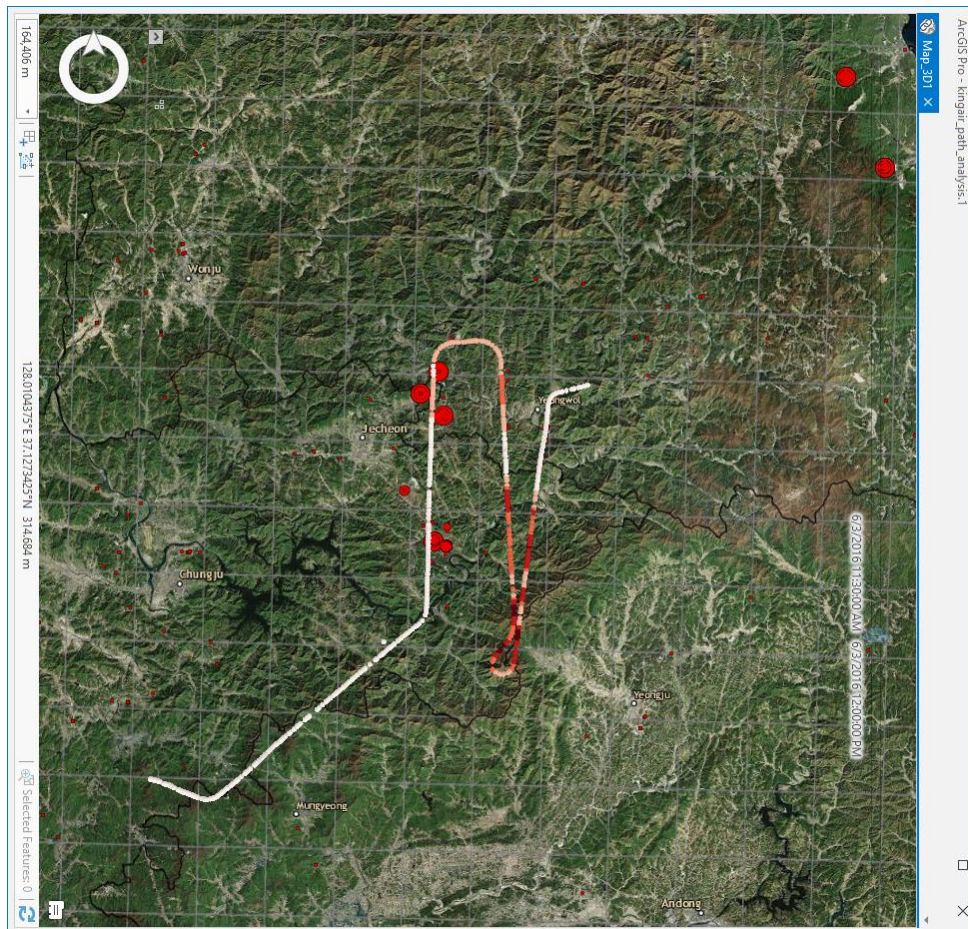 ArcGIS Pro - kingair_path_analysis.1
Map_3D1
6/3/2016 11:30:00 AM 6/3/2016 12:00:00 PM
Wonju
Yeongwol
Jecheon
Chungju
Yeongju
Mungyeong
Andong
164,406 m
128.0104375°E 37.1273425°N 314.684 m
Selected Features: 0